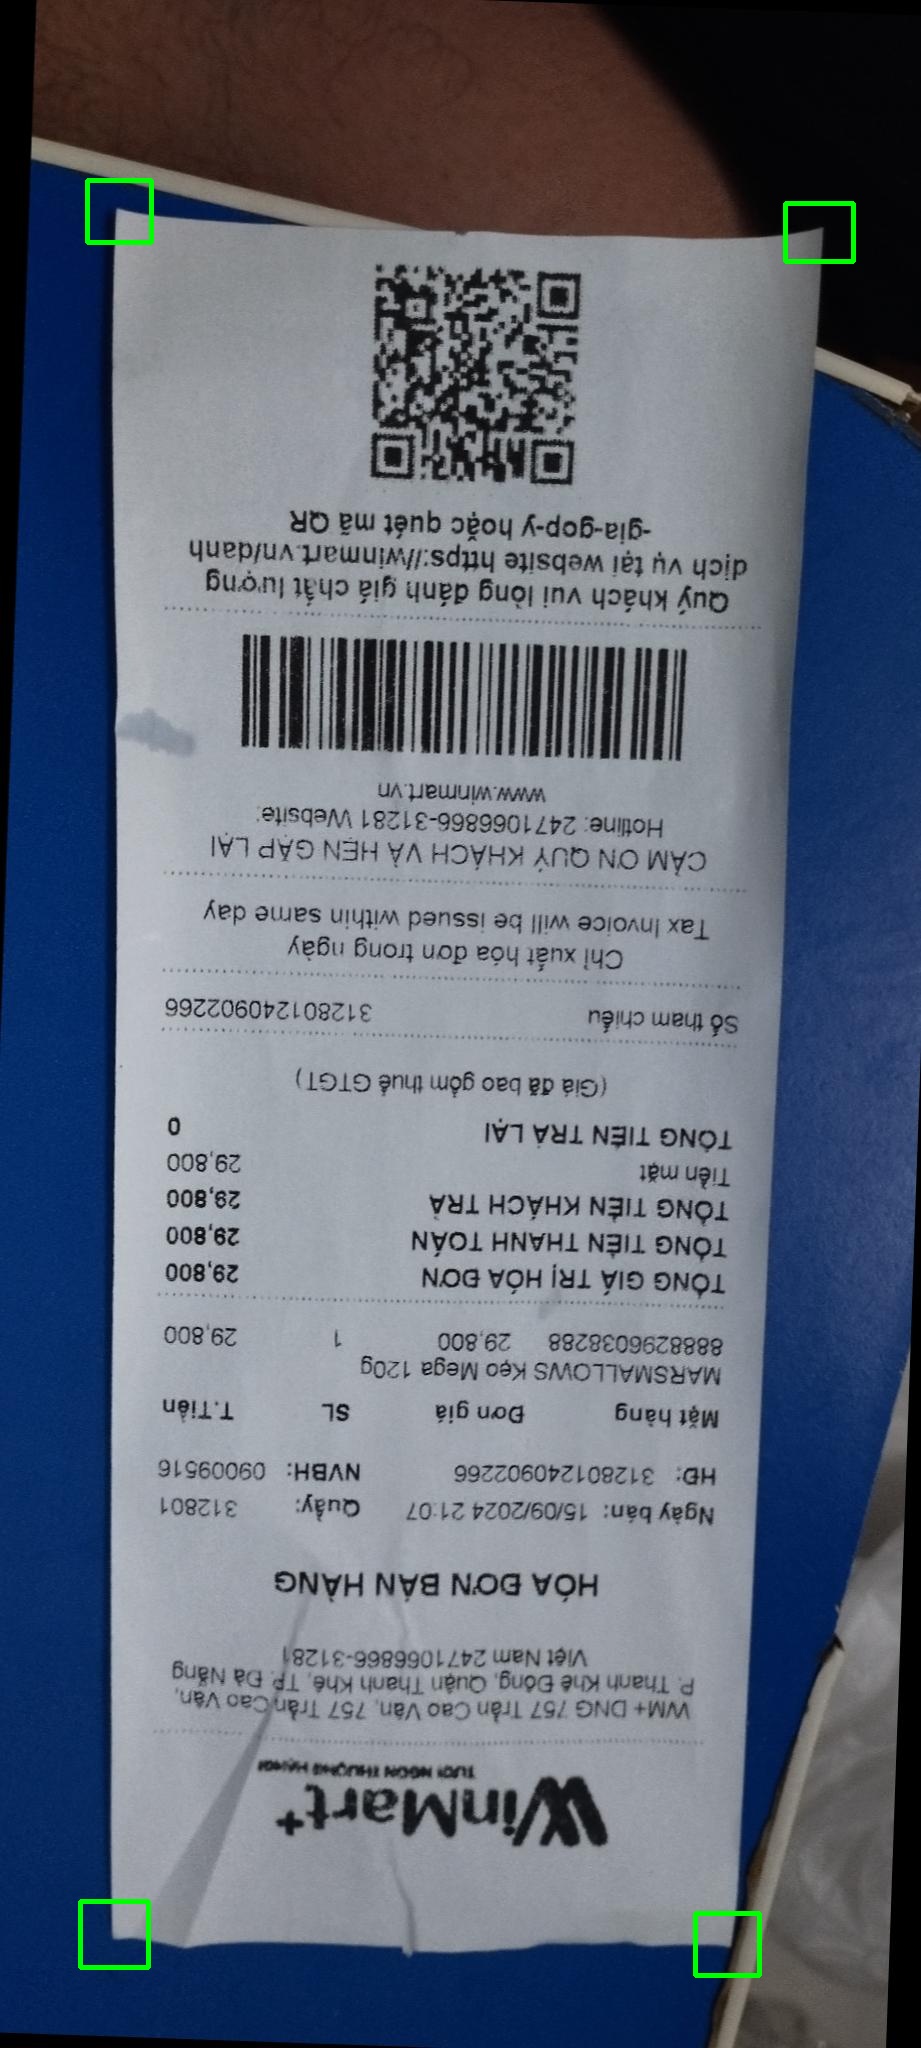 WinMart+
TƯƠI NGON THƯỢNG HẠNG!
WM+ DNG 757 Trần Cao Vân, 757 Trần Cao Vân,
P. Thanh Khê Đông, Quận Thanh Khê, TP. Đà Nẵng
Việt Nam 2471066866-31281
HÓA ĐƠN BÁN HÀNG
Ngày bán: 15/09/2024 21:07 Quầy: 312801
HĐ: 312801240902266 NVBH: 09009516
Mặt hàng Đơn giá SL T.Tiền
MARSMALLOWS Kẹo Mega 120g
8888296038288 29,800 1 29,800
TỔNG GIÁ TRỊ HÓA ĐƠN 29,800
TỔNG TIỀN THANH TOÁN 29,800
TỔNG TIỀN KHÁCH TRẢ 29,800
Tiền mặt 29,800
TỔNG TIỀN TRẢ LẠI 0
(Giá đã bao gồm thuế GTGT)
Số tham chiếu 312801240902266
Chỉ xuất hóa đơn trong ngày
Tax Invoice will be issued within same day
CẢM ƠN QUÝ KHÁCH VÀ HẸN GẶP LẠI
Hotline: 2471066866-31281 Website:
www.winmart.vn
Quý khách vui lòng đánh giá chất lượng
dịch vụ tại website https://winmart.vn/danh
-gia-gop-y hoặc quét mã QR